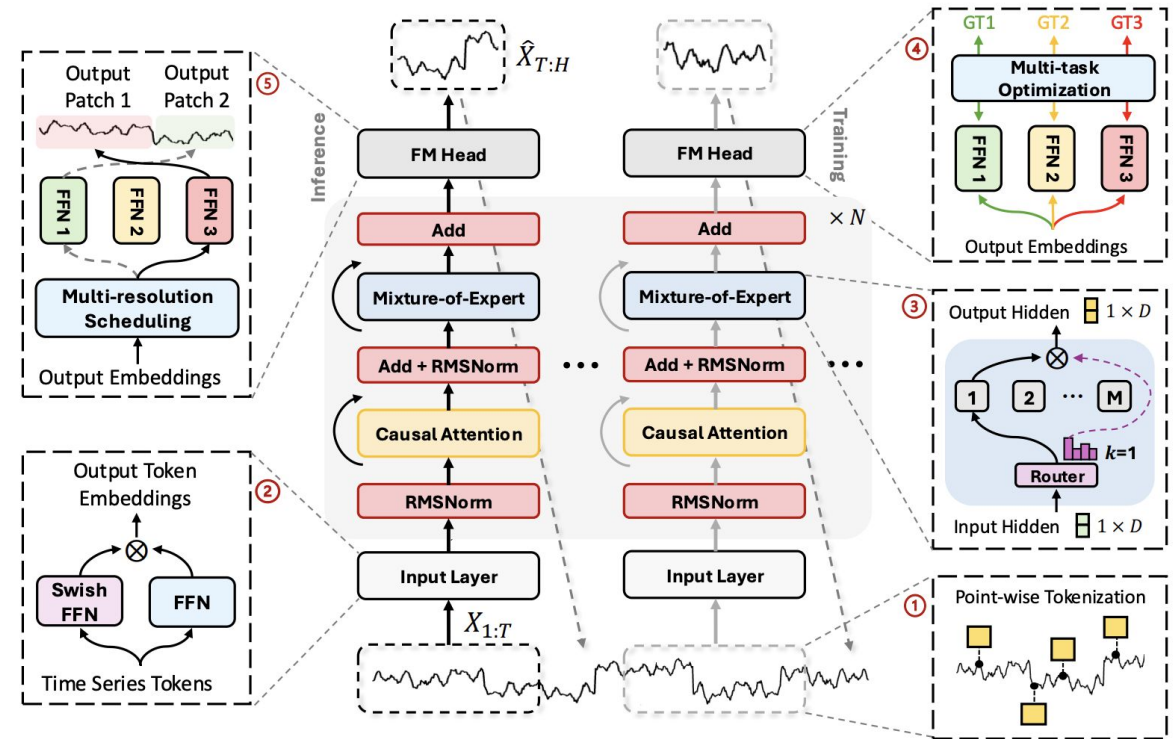 Output
Patch 1
Output
Patch 2
⑤
FFN 1
FFN 2
FFN 3
Multi-resolution
Scheduling
Output Embeddings
Output Token
Embeddings
②
⊗
Swish
FFN
FFN
Time Series Tokens
X̂_{T:H}
Inference
FM Head
Add
Mixture-of-Expert
Add + RMSNorm
Causal Attention
RMSNorm
Input Layer
X_{1:T}
Training
FM Head
× N
Add
Mixture-of-Expert
Add + RMSNorm
Causal Attention
RMSNorm
Input Layer
•••
•••
④
GT1
GT2
GT3
Multi-task
Optimization
FFN 1
FFN 2
FFN 3
Output Embeddings
③
Output Hidden
1 × D
⊗
1
2
···
M
k=1
Router
Input Hidden
1 × D
①
Point-wise Tokenization